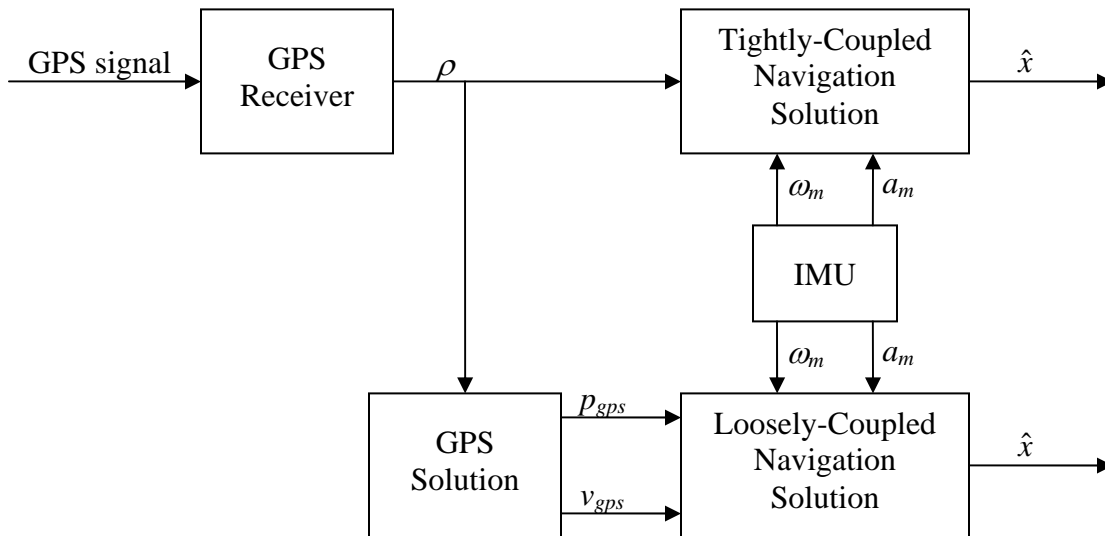 GPS signal
GPS
Receiver
ρ
Tightly-Coupled
Navigation
Solution
x̂
ωm
am
IMU
ωm
am
GPS
Solution
pgps
vgps
Loosely-Coupled
Navigation
Solution
x̂